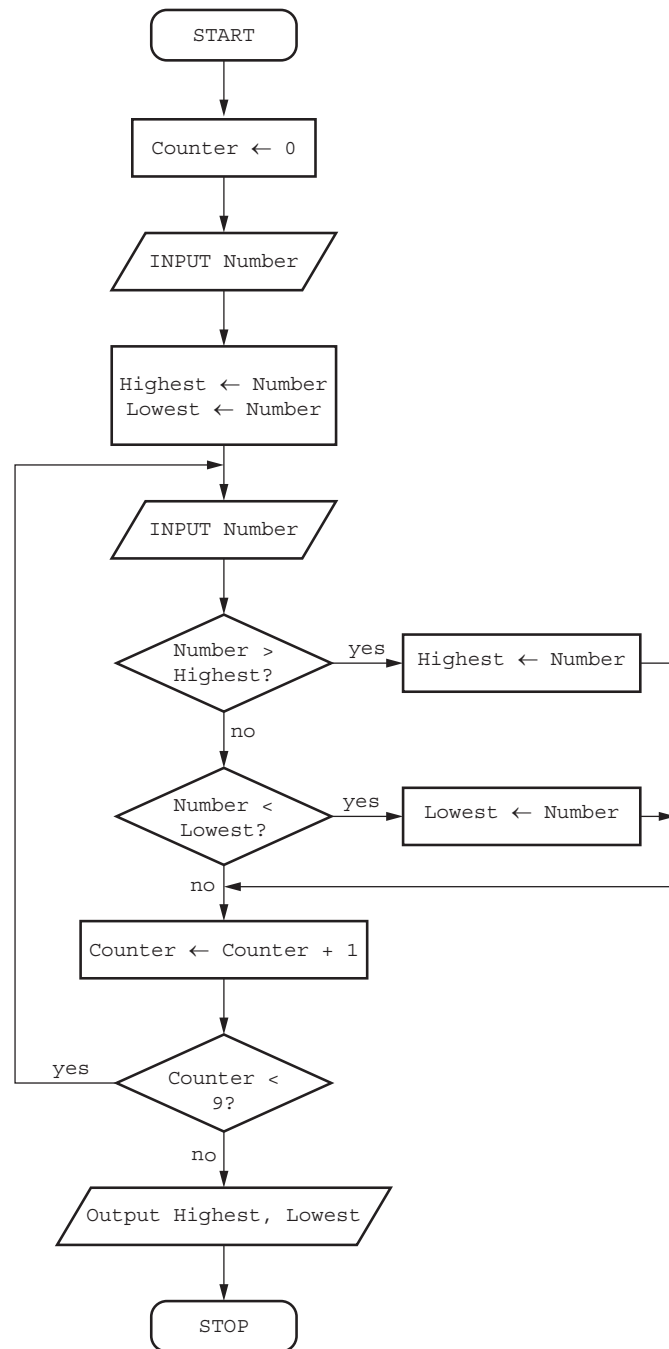 START
Counter ← 0
INPUT Number
Highest ← Number
Lowest ← Number
INPUT Number
Number >
Highest?
yes
Highest ← Number
no
Number <
Lowest?
yes
Lowest ← Number
no
Counter ← Counter + 1
yes
Counter <
9?
no
Output Highest, Lowest
STOP